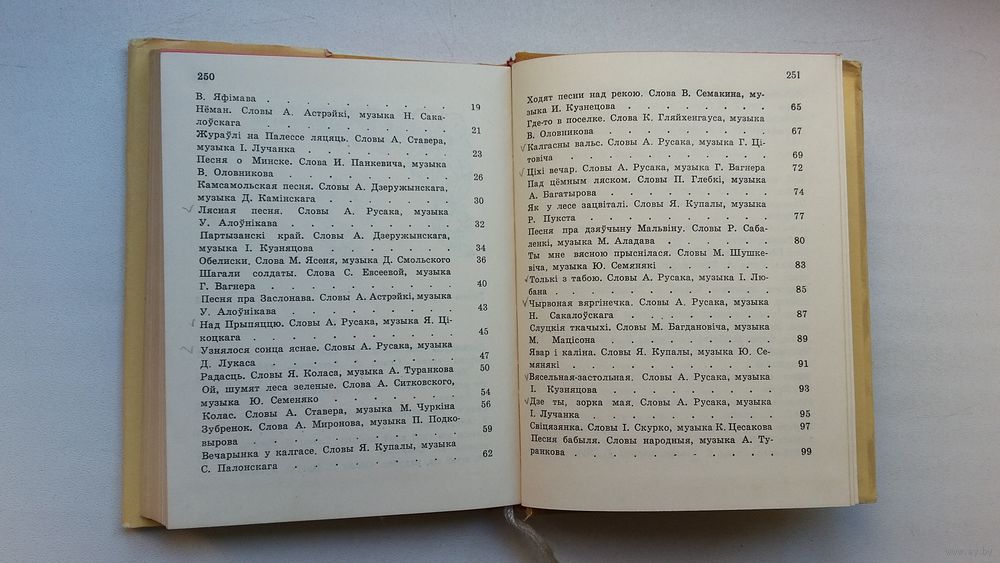 250
В. Яфімава . . . . . . . . . . 19
Нёман. Словы А. Астрэйкі, музыка Н. Сака-
лоўскага . . . . . . . . . . 21
Жураўлі на Палессе ляцяць. Словы А. Ставера,
музыка І. Лучанка . . . . . . . . 23
Песня о Минске. Слова И. Панкевича, музыка
В. Оловникова . . . . . . . . . 26
Камсамольская песня. Словы А. Дзеружынскага,
музыка Д. Камінскага . . . . . . . 30
Лясная песня. Словы А. Русака, музыка
У. Алоўнікава . . . . . . . . . 32
Партызанскі край. Словы А. Дзеружынскага,
музыка І. Кузняцова . . . . . . . 34
Обелиски, Слова М. Ясеня, музыка Д. Смольского 36
Шагали солдаты. Слова С. Евсеевой, музыка
Г. Вагнера . . . . . . . . . . 40
Песня пра Заслонава. Словы А. Астрэйкі, музыка
У. Алоўнікава . . . . . . . . . 43
Над Прыпяццю. Словы А. Русака, музыка Я. Ці-
коцкага . . . . . . . . . . 45
Узнялося сонца яснае. Словы А. Русака, музыка
Д. Лукаса . . . . . . . . . . 47
Радасць. Словы Я. Коласа, музыка А. Туранкова 50
Ой, шумят леса зеленые. Слова А. Ситковского,
музыка Ю. Семеняко . . . . . . . 54
Колас. Словы А. Ставера, музыка М. Чуркіна 56
Зубренок. Слова А. Миронова, музыка П. Подко-
вырова . . . . . . . . . . 59
Вечарынка у калгасе. Словы Я. Купалы, музыка
С. Палонскага . . . . . . . . . 62
251
Ходят песни над рекою. Слова В. Семакина, му-
зыка И. Кузнецова . . . . . . . . 65
Где-то в поселке. Слова К. Гляйхенгауса, музыка
В. Оловникова . . . . . . . . . 67
Калгасны вальс. Словы А. Русака, музыка Г. Ці-
товіча . . . . . . . . . . 69
Ціхі вечар. Словы А. Русака, музыка Г. Вагнера 72
Пад цёмным ляском. Словы П. Глебкі, музыка
А. Багатырова . . . . . . . . . 74
Як у лесе зацвіталі. Словы Я. Купалы, музыка
Р. Пукста . . . . . . . . . . 77
Песня пра дзяўчыну Мальвіну. Словы Р. Саба-
ленкі, музыка М. Аладава . . . . . . 80
Ты мне вясною прыснілася. Словы М. Шушке-
віча, музыка Ю. Семянякі . . . . . . 83
Толькі з табою. Словы А. Русака, музыка І. Лю-
бана . . . . . . . . . . 85
Чырвоная вяргінечка. Словы А. Русака, музыка
Н. Сакалоўскага . . . . . . . . 87
Слуцкія ткачыхі. Словы М. Багдановіча, музыка
М. Мацісона . . . . . . . . . 89
Явар і каліна. Словы Я. Купалы, музыка Ю. Се-
мянякі . . . . . . . . . . 91
Вясельная-застольная. Словы А. Русака, музыка
І. Кузняцова . . . . . . . . . 93
Дзе ты, зорка мая. Словы А. Русака, музыка
І. Лучанка . . . . . . . . . 95
Свіцязянка. Словы І. Скурко, музыка К. Цесакова 97
Песня бабыля. Словы народныя, музыка А. Ту-
ранкова . . . . . . . . . . 99
www.ay.by